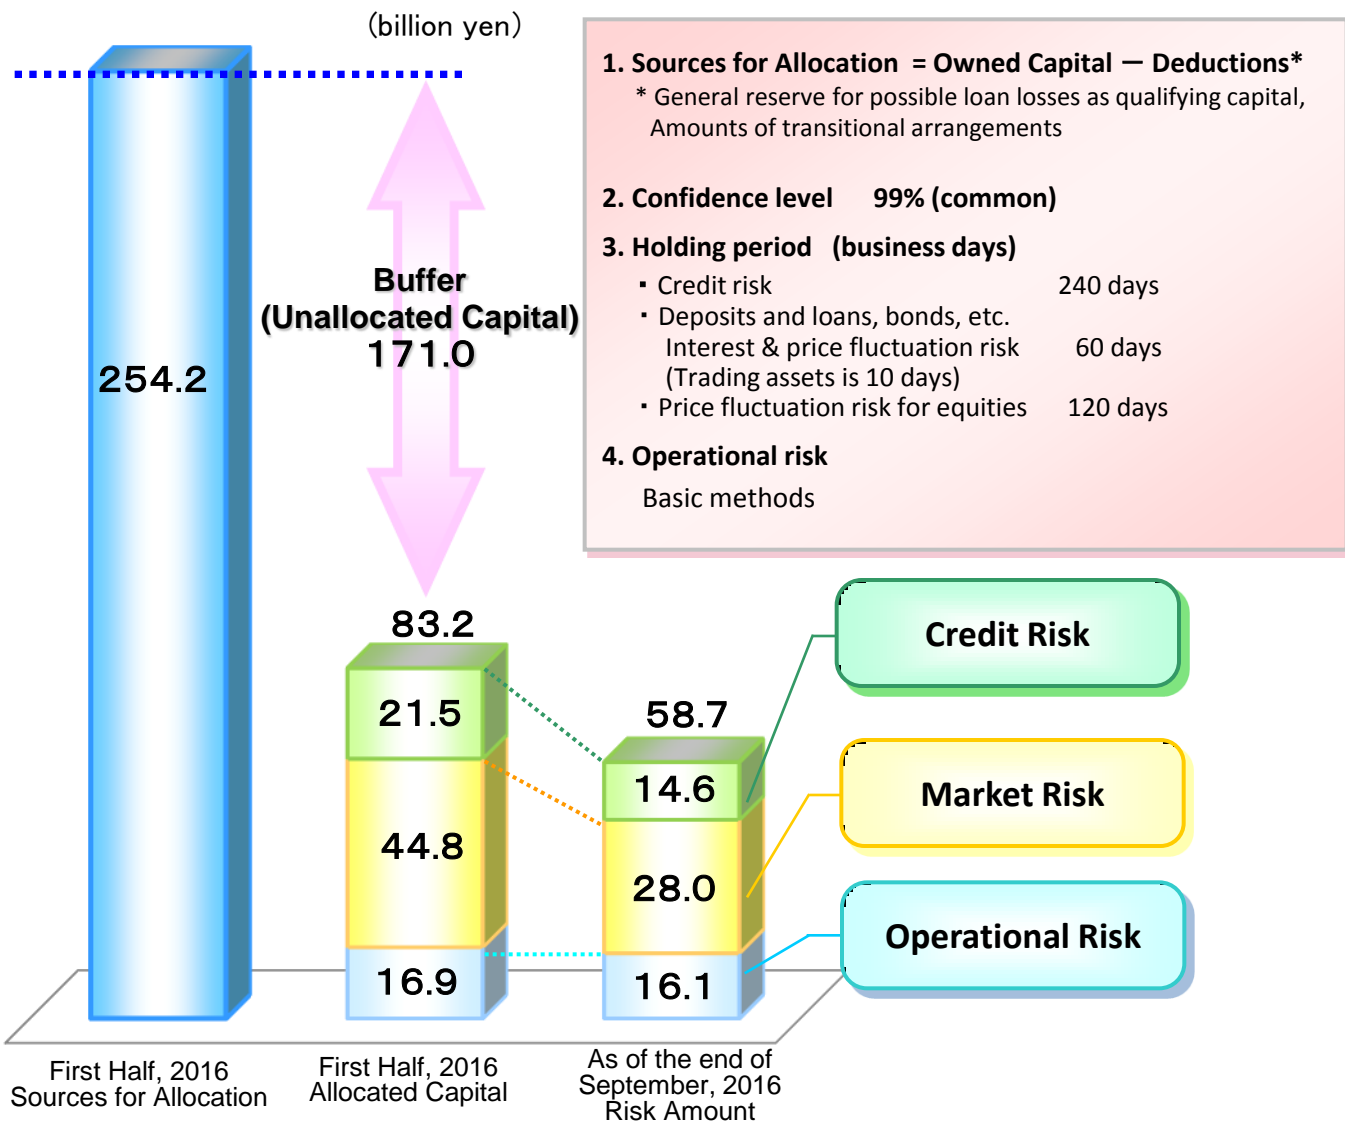 (billion yen)
1. Sources for Allocation = Owned Capital － Deductions*
* General reserve for possible loan losses as qualifying capital,
Amounts of transitional arrangements
2. Confidence level 99% (common)
3. Holding period (business days)
・ Credit risk 240 days
・ Deposits and loans, bonds, etc.
Interest & price fluctuation risk 60 days
(Trading assets is 10 days)
・ Price fluctuation risk for equities 120 days
4. Operational risk
Basic methods
Buffer
(Unallocated Capital)
171.0
254.2
83.2
21.5
44.8
16.9
58.7
14.6
28.0
16.1
Credit Risk
Market Risk
Operational Risk
First Half, 2016
Sources for Allocation
First Half, 2016
Allocated Capital
As of the end of
September, 2016
Risk Amount